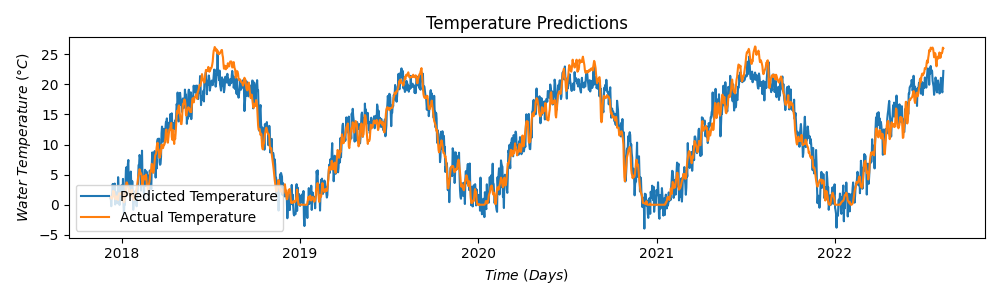 Temperature Predictions
Water Temperature (°C)
25
20
15
10
5
0
−5
Predicted Temperature
Actual Temperature
2018
2019
2020
2021
2022
Time (Days)